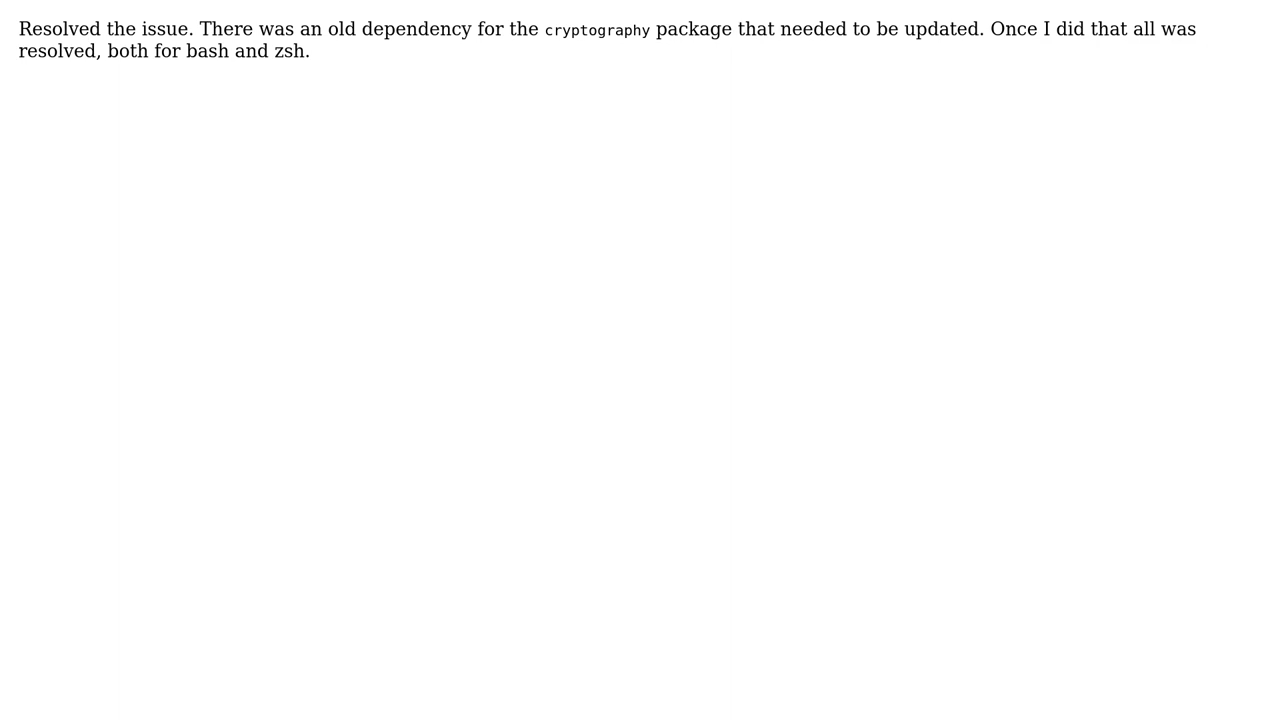 Resolved the issue. There was an old dependency for the cryptography package that needed to be updated. Once I did that all was
resolved, both for bash and zsh.